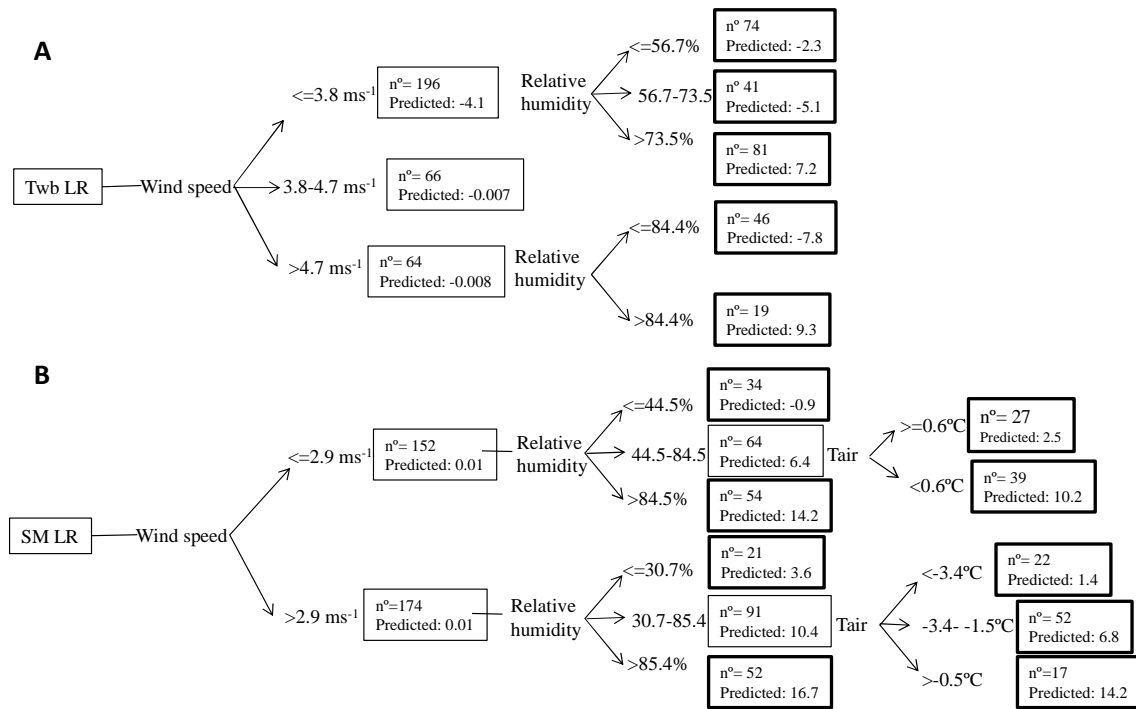 A
Twb LR
Wind speed
<=3.8 ms-1
nº= 196
Predicted: -4.1
Relative
humidity
<=56.7%
nº 74
Predicted: -2.3
56.7-73.5
nº 41
Predicted: -5.1
>73.5%
nº 81
Predicted: 7.2
3.8-4.7 ms-1
nº= 66
Predicted: -0.007
>4.7 ms-1
nº= 64
Predicted: -0.008
Relative
humidity
<=84.4%
nº= 46
Predicted: -7.8
>84.4%
nº= 19
Predicted: 9.3
B
SM LR
Wind speed
<=2.9 ms-1
nº= 152
Predicted: 0.01
Relative
humidity
<=44.5%
nº= 34
Predicted: -0.9
44.5-84.5
nº= 64
Predicted: 6.4
Tair
>=0.6ºC
nº= 27
Predicted: 2.5
<0.6ºC
nº= 39
Predicted: 10.2
>84.5%
nº= 54
Predicted: 14.2
>2.9 ms-1
nº=174
Predicted: 0.01
Relative
humidity
<=30.7%
nº= 21
Predicted: 3.6
30.7-85.4
nº= 91
Predicted: 10.4
Tair
<-3.4ºC
nº= 22
Predicted: 1.4
-3.4- -1.5ºC
nº= 52
Predicted: 6.8
>-0.5ºC
nº=17
Predicted: 14.2
>85.4%
nº= 52
Predicted: 16.7